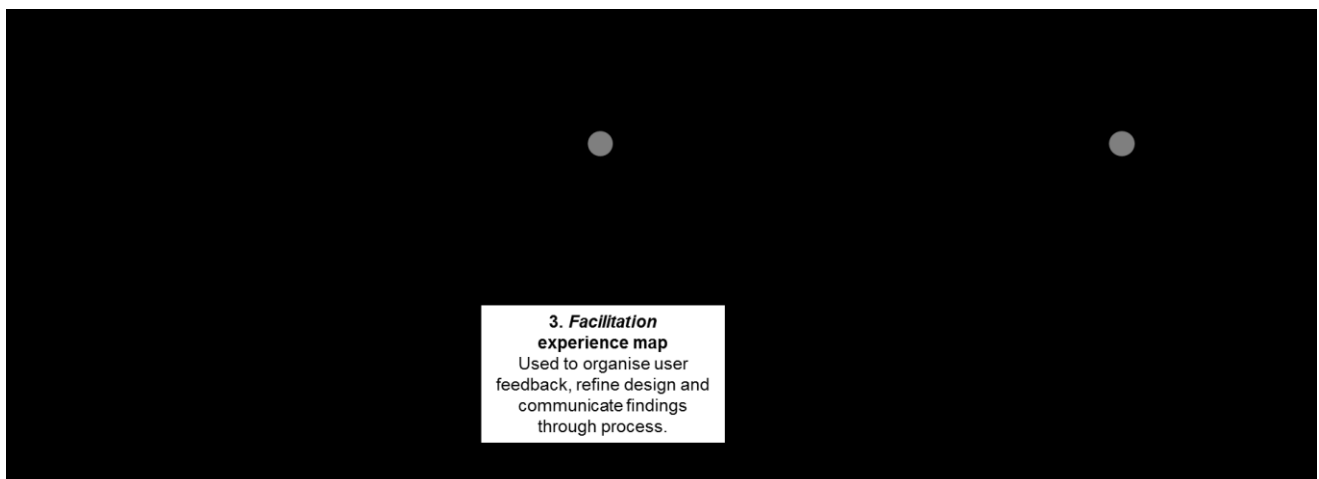 3. Facilitation
experience map
Used to organise user
feedback, refine design and
communicate findings
through process.